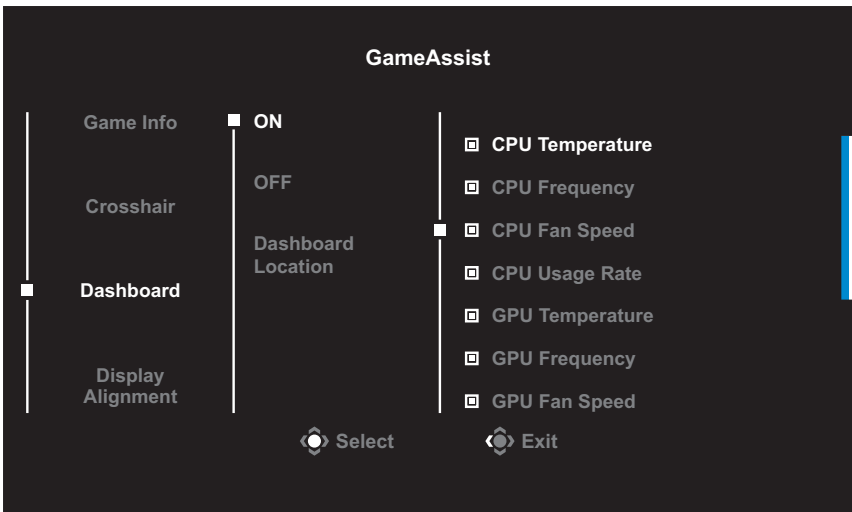 GameAssist
Game Info
Crosshair
Dashboard
Display
Alignment
ON
OFF
Dashboard
Location
CPU Temperature
CPU Frequency
CPU Fan Speed
CPU Usage Rate
GPU Temperature
GPU Frequency
GPU Fan Speed
Select
Exit